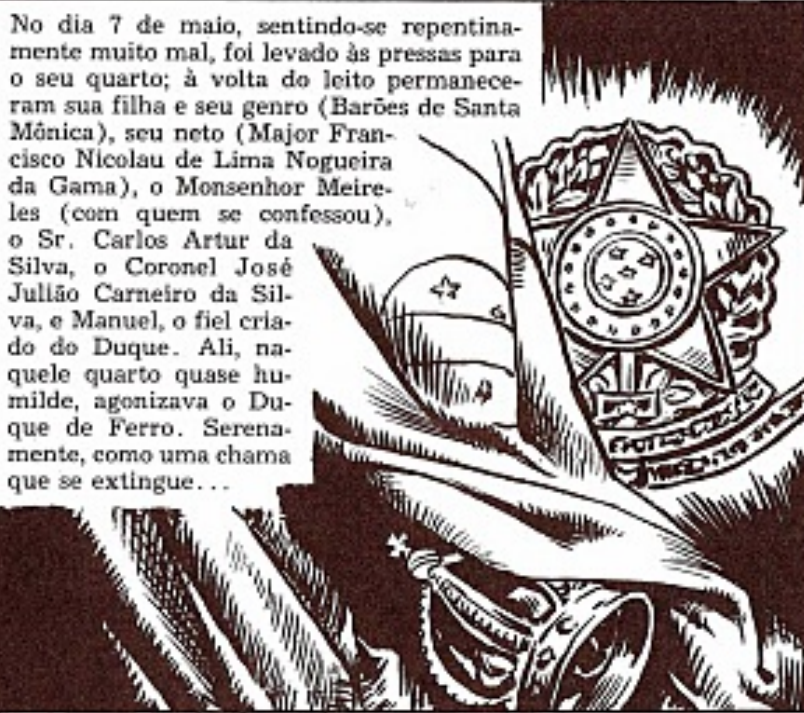 No dia 7 de maio, sentindo-se repentina-
mente muito mal, foi levado às pressas para
o seu quarto; à volta do leito permanece-
ram sua filha e seu genro (Barões de Santa
Mônica), seu neto (Major Fran-
cisco Nicolau de Lima Nogueira
da Gama), o Monsenhor Meire-
les (com quem se confessou),
o Sr. Carlos Artur da
Silva, o Coronel José
Julião Carneiro da Sil-
va, e Manuel, o fiel cria-
do do Duque. Ali, na-
quele quarto quase hu-
milde, agonizava o Du-
que de Ferro. Serena-
mente, como uma chama
que se extingue...